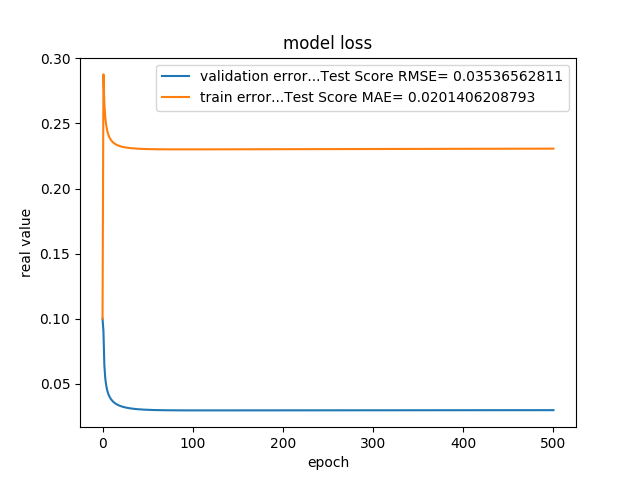 model loss
validation error...Test Score RMSE= 0.03536562811
train error...Test Score MAE= 0.0201406208793
0.30
0.25
0.20
0.15
0.10
0.05
real value
0 100 200 300 400 500
epoch